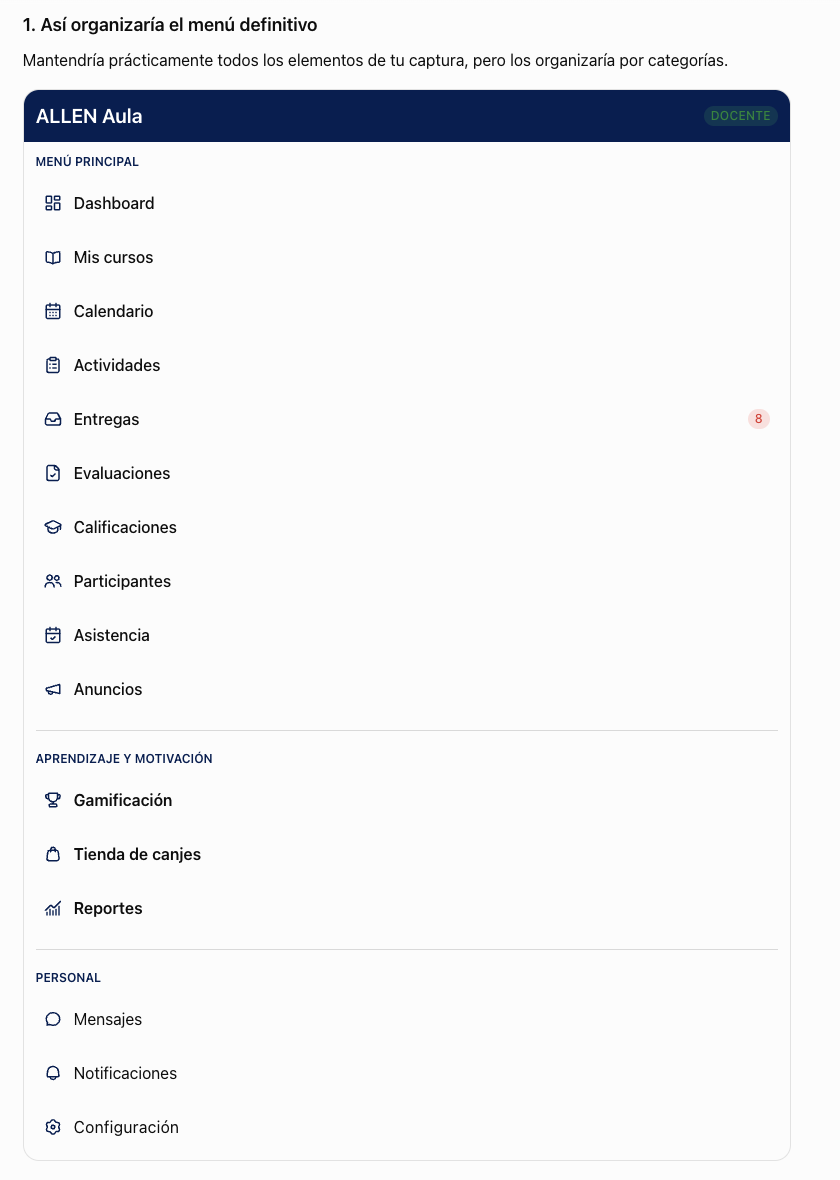 1. Así organizaría el menú definitivo
Mantendría prácticamente todos los elementos de tu captura, pero los organizaría por categorías.
ALLEN Aula
DOCENTE
MENÚ PRINCIPAL
Dashboard
Mis cursos
Calendario
Actividades
Entregas
8
Evaluaciones
Calificaciones
Participantes
Asistencia
Anuncios
APRENDIZAJE Y MOTIVACIÓN
Gamificación
Tienda de canjes
Reportes
PERSONAL
Mensajes
Notificaciones
Configuración